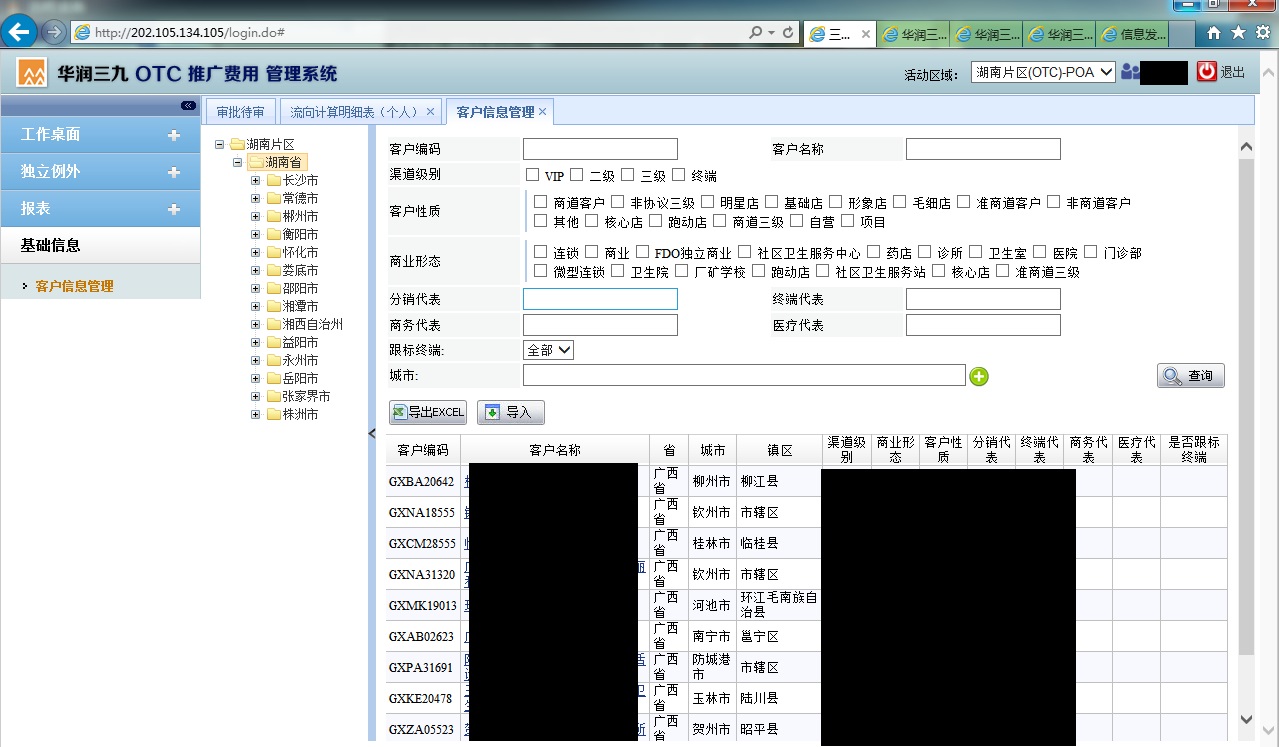 http://202.105.134.105/login.do#
三...
华润三...
华润三...
华润三...
信息发...
华润三九 OTC 推广费用 管理系统
活动区域：
湖南片区(OTC)-POA
退出
工作桌面
独立例外
报表
基础信息
客户信息管理
审批待审
流向计算明细表（个人）
客户信息管理
湖南片区
湖南省
长沙市
常德市
郴州市
衡阳市
怀化市
娄底市
邵阳市
湘潭市
湘西自治州
益阳市
永州市
岳阳市
张家界市
株洲市
客户编码
客户名称
渠道级别
VIP 二级 三级 终端
客户性质
商道客户 非协议三级 明星店 基础店 形象店 毛细店 准商道客户 非商道客户
其他 核心店 跑动店 商道三级 自营 项目
商业形态
连锁 商业 FDO独立商业 社区卫生服务中心 药店 诊所 卫生室 医院 门诊部
微型连锁 卫生院 厂矿学校 跑动店 社区卫生服务站 核心店 准商道三级
分销代表
终端代表
商务代表
医疗代表
跟标终端:
全部
城市:
查询
导出EXCEL
导入
客户编码 客户名称 省 城市 镇区 渠道级别 商业形态 客户性质 分销代表 终端代表 商务代表 医疗代表 是否跟标终端
GXBA20642 广西省 柳州市 柳江县
GXNA18555 广西省 钦州市 市辖区
GXCM28555 广西省 桂林市 临桂县
GXNA31320 广西省 钦州市 市辖区
GXMK19013 广西省 河池市 环江毛南族自治县
GXAB02623 广西省 南宁市 邕宁区
GXPA31691 广西省 防城港市 市辖区
GXKE20478 广西省 玉林市 陆川县
GXZA05523 广西省 贺州市 昭平县